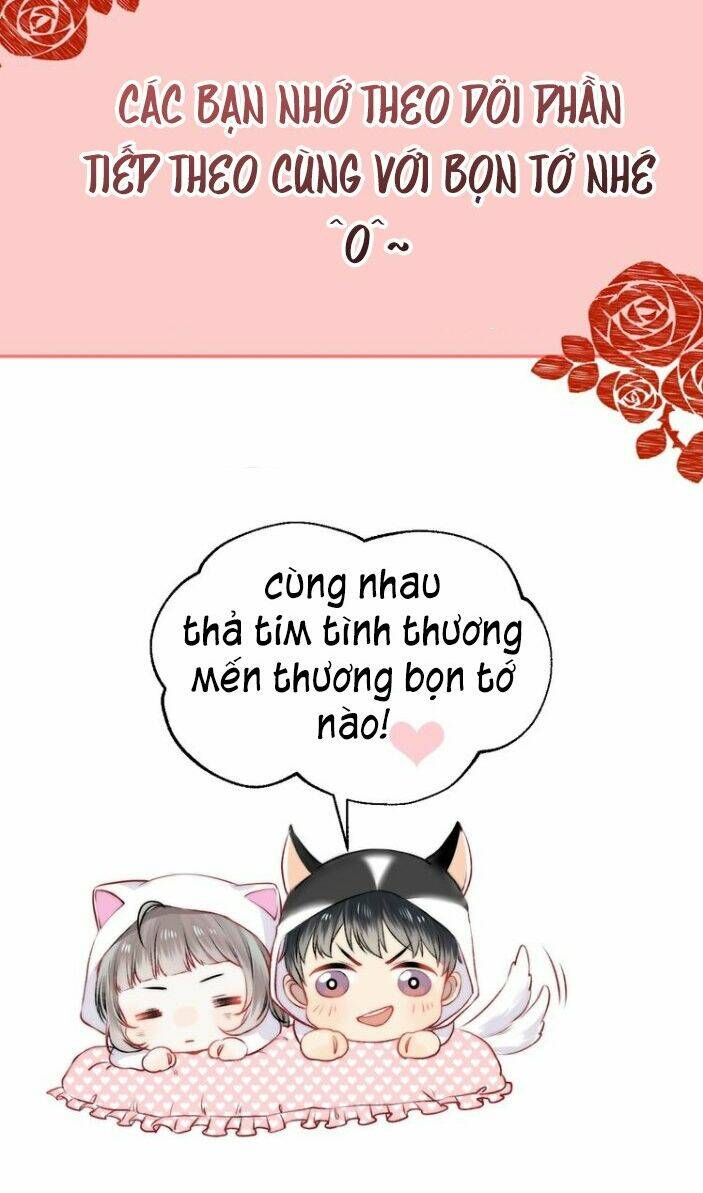 CÁC BẠN NHỚ THEO DÕI PHẦN
TIẾP THEO CÙNG VỚI BỌN TỚ NHÉ
^O^~
cùng nhau
thả tim tình thương
mến thương bọn tớ
nào!